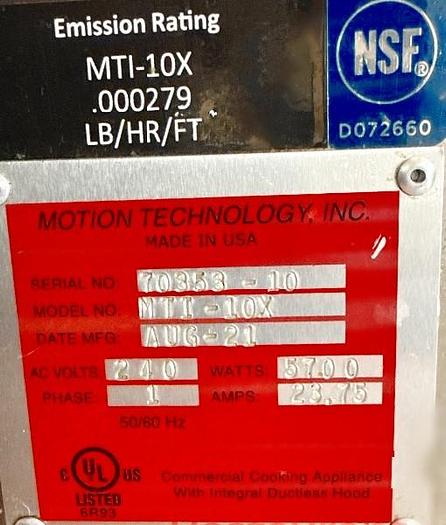 Emission Rating
MTI-10X
.000279
LB/HR/FT
NSF®
D072660
MOTION TECHNOLOGY, INC.
MADE IN USA
SERIAL NO: 70353-10
MODEL NO. MTI-10X
DATE MFG: AUG-21
AC VOLTS: 240 WATTS: 5700
PHASE: 1 AMPS: 23.75
50/60 Hz
C UL US
LISTED
6R93
Commercial Cooking Appliance
With Integral Ductless Hood